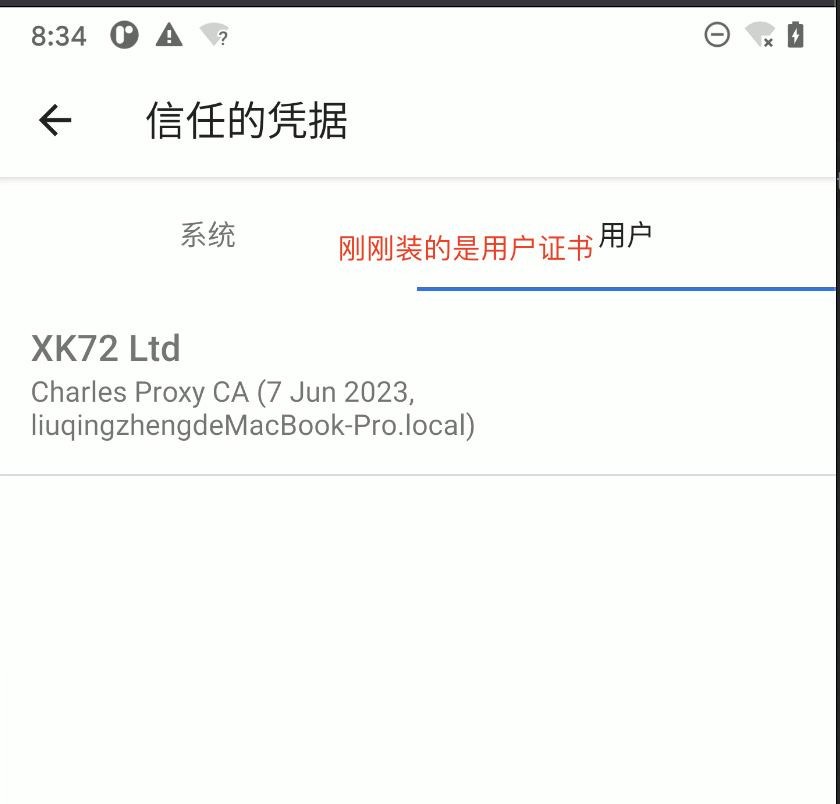 8:34
信任的凭据
系统
刚刚装的是用户证书
用户
XK72 Ltd
Charles Proxy CA (7 Jun 2023,
liuqingzhengdeMacBook-Pro.local)